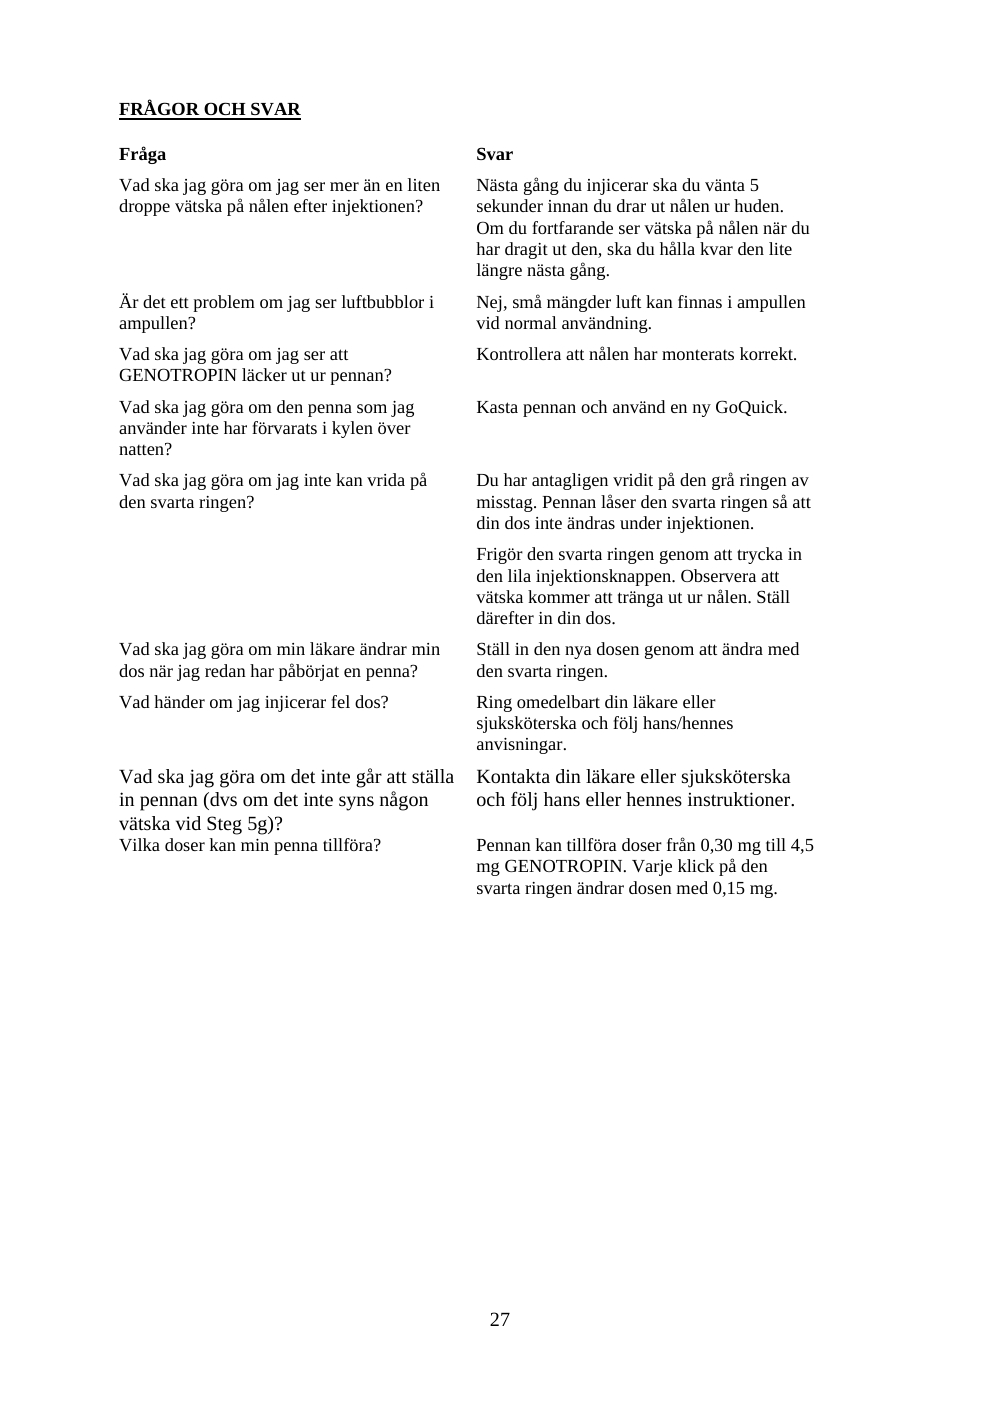 FRÅGOR OCH SVAR
Fråga
Svar
Vad ska jag göra om jag ser mer än en liten
droppe vätska på nålen efter injektionen?
Nästa gång du injicerar ska du vänta 5
sekunder innan du drar ut nålen ur huden.
Om du fortfarande ser vätska på nålen när du
har dragit ut den, ska du hålla kvar den lite
längre nästa gång.
Är det ett problem om jag ser luftbubblor i
ampullen?
Nej, små mängder luft kan finnas i ampullen
vid normal användning.
Vad ska jag göra om jag ser att
GENOTROPIN läcker ut ur pennan?
Kontrollera att nålen har monterats korrekt.
Vad ska jag göra om den penna som jag
använder inte har förvarats i kylen över
natten?
Kasta pennan och använd en ny GoQuick.
Vad ska jag göra om jag inte kan vrida på
den svarta ringen?
Du har antagligen vridit på den grå ringen av
misstag. Pennan låser den svarta ringen så att
din dos inte ändras under injektionen.
Frigör den svarta ringen genom att trycka in
den lila injektionsknappen. Observera att
vätska kommer att tränga ut ur nålen. Ställ
därefter in din dos.
Vad ska jag göra om min läkare ändrar min
dos när jag redan har påbörjat en penna?
Ställ in den nya dosen genom att ändra med
den svarta ringen.
Vad händer om jag injicerar fel dos?
Ring omedelbart din läkare eller
sjuksköterska och följ hans/hennes
anvisningar.
Vad ska jag göra om det inte går att ställa
in pennan (dvs om det inte syns någon
vätska vid Steg 5g)?
Kontakta din läkare eller sjuksköterska
och följ hans eller hennes instruktioner.
Vilka doser kan min penna tillföra?
Pennan kan tillföra doser från 0,30 mg till 4,5
mg GENOTROPIN. Varje klick på den
svarta ringen ändrar dosen med 0,15 mg.
27